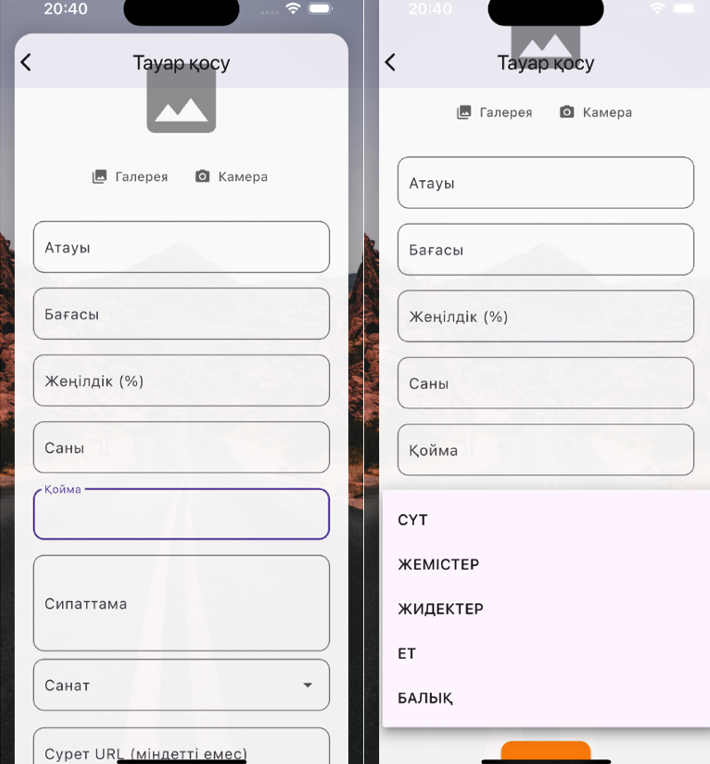 20:40
Тауар қосу
Галерея Камера
Атауы
Бағасы
Жеңілдік (%)
Саны
Қойма
Сипаттама
Санат
Сурет URL (міндетті емес)
20:40
Тауар қосу
Галерея Камера
Атауы
Бағасы
Жеңілдік (%)
Саны
Қойма
СҮТ
ЖЕМІСТЕР
ЖИДЕКТЕР
ЕТ
БАЛЫҚ